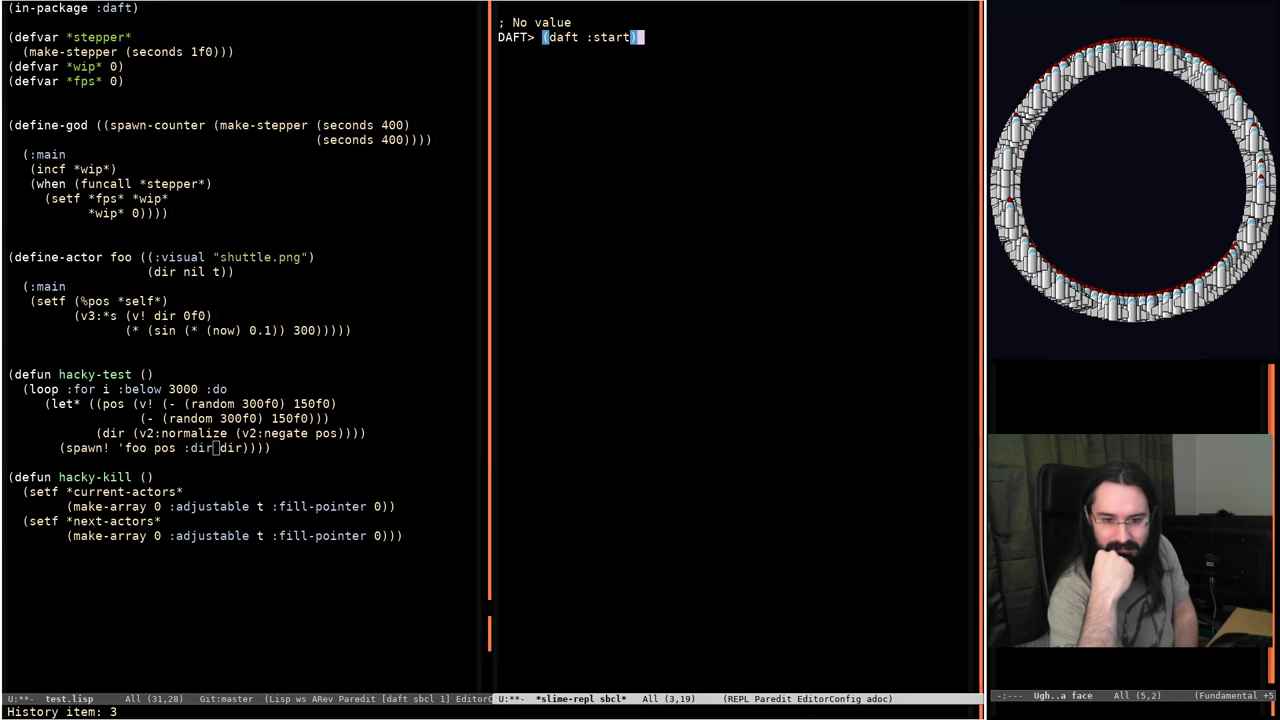 (in-package :daft)
(defvar *stepper*
(make-stepper (seconds 1f0)))
(defvar *wip* 0)
(defvar *fps* 0)
(define-god ((spawn-counter (make-stepper (seconds 400)
(seconds 400))))
(:main
(incf *wip*)
(when (funcall *stepper*)
(setf *fps* *wip*
*wip* 0))))
(define-actor foo ((:visual "shuttle.png")
(dir nil t))
(:main
(setf (%pos *self*)
(v3:*s (v! dir 0f0)
(* (sin (* (now) 0.1)) 300)))))
(defun hacky-test ()
(loop :for i :below 3000 :do
(let* ((pos (v! (- (random 300f0) 150f0)
(- (random 300f0) 150f0)))
(dir (v2:normalize (v2:negate pos))))
(spawn! 'foo pos :dir dir))))
(defun hacky-kill ()
(setf *current-actors*
(make-array 0 :adjustable t :fill-pointer 0))
(setf *next-actors*
(make-array 0 :adjustable t :fill-pointer 0)))
U:**- test.lisp All (31,28) Git:master (Lisp ws ARev Paredit [daft sbcl 1] EditorC
History item: 3
; No value
DAFT> (daft :start)
U:**- *slime-repl sbcl* All (3,19) (REPL Paredit EditorConfig adoc)
-:--- Ugh..a face All (5,2) (Fundamental +5